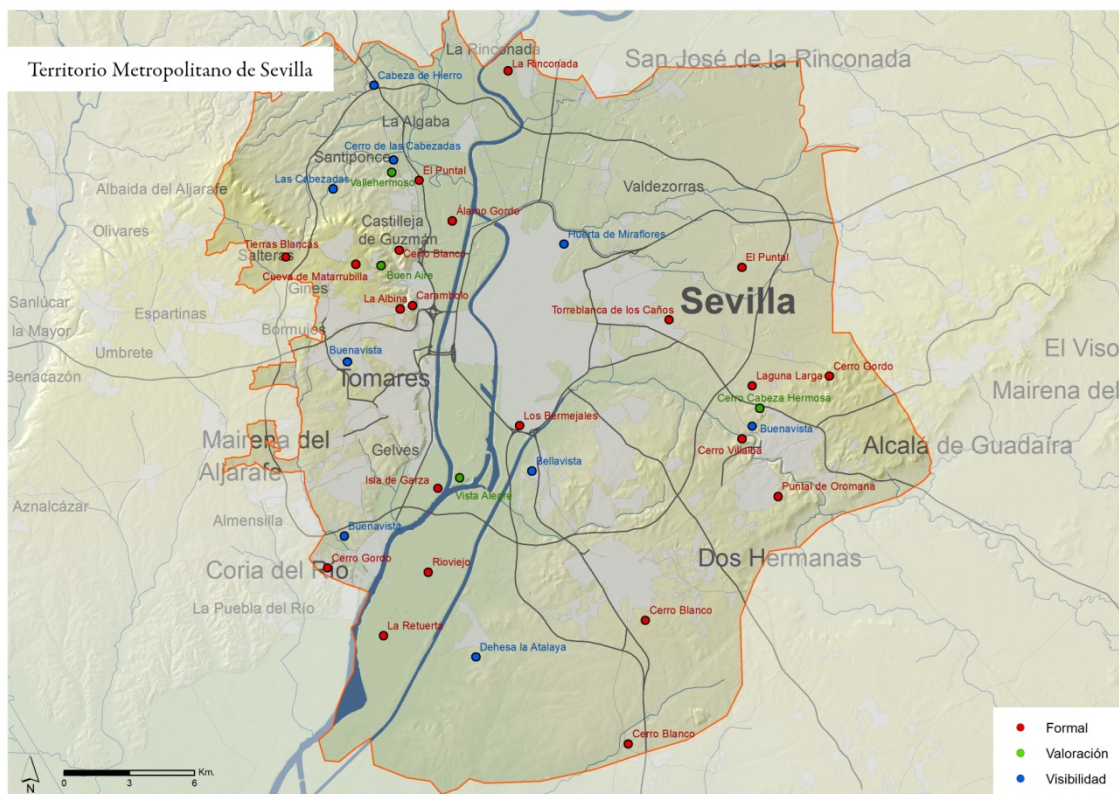 La Rinconada
San José de la Rinconada
La Rinconada
Territorio Metropolitano de Sevilla
Cabeza de Hierro
La Algaba
Cerro de las Cabezadas
Santiponce
Vallehermoso
El Puntal
Las Cabezadas
Albaida del Aljarafe
Valdezorras
Olivares
Castilleja
de Guzmán
Álamo Gordo
Huerta de Miraflores
Tierras Blancas
Salteras
Cerro Blanco
El Puntal
Cueva de Matarrubilla
Buen Aire
Gines
Sanlúcar
la Mayor
Espartinas
La Albina
Carambolo
Torreblanca de los Caños
Sevilla
Bormujos
Umbrete
Buenavista
El Viso
Benacazón
Tomares
Laguna Larga
Cerro Gordo
Mairena del
Cerro Cabeza Hermosa
Los Bermejales
Buenavista
Mairena del
Aljarafe
Gelves
Cerro Villalba
Alcalá de Guadaíra
Bellavista
Isla de Garza
Vista Alegre
Puntal de Oromana
Aznalcázar
Almensilla
Buenavista
Cerro Gordo
Coria del Río
Rioviejo
Dos Hermanas
La Puebla del Río
Cerro Blanco
La Retuerta
Dehesa la Atalaya
Cerro Blanco
Formal
Valoración
Visibilidad
Km.
0 3 6
N